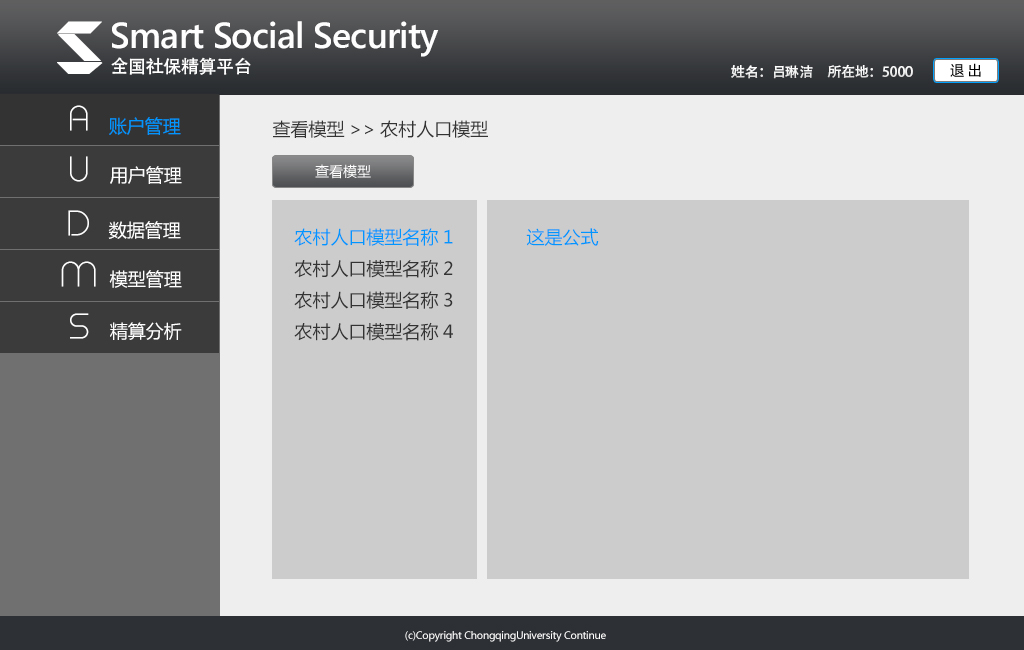 Smart Social Security
全国社保精算平台
姓名：吕琳洁 所在地：5000 退 出
A 账户管理
U 用户管理
D 数据管理
M 模型管理
S 精算分析
查看模型 >> 农村人口模型
查看模型
农村人口模型名称 1
农村人口模型名称 2
农村人口模型名称 3
农村人口模型名称 4
这是公式
(c)Copyright ChongqingUniversity Continue